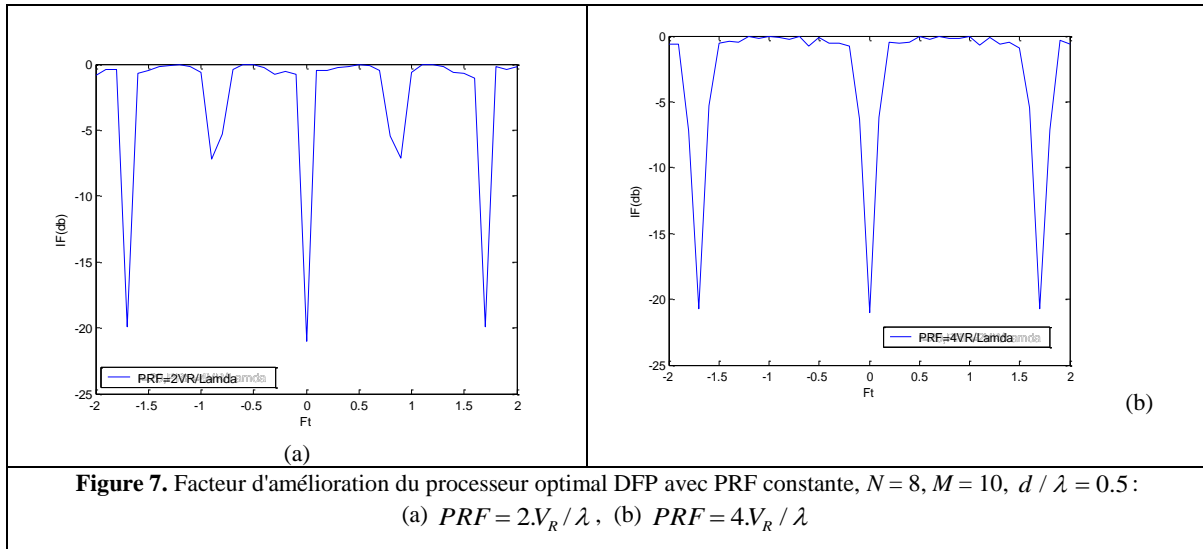 0
-5
-10
-15
-20
-25
IF(db)
-2 -1.5 -1 -0.5 0 0.5 1 1.5 2
Ft
PRF=2VR/Lamda
(a)
0
-5
-10
-15
-20
-25
IF(db)
-2 -1.5 -1 -0.5 0 0.5 1 1.5 2
Ft
PRF=4VR/Lamda
(b)
Figure 7. Facteur d'amélioration du processeur optimal DFP avec PRF constante, N = 8, M = 10, d / λ = 0.5 :
(a) PRF = 2.V_R / λ , (b) PRF = 4.V_R / λ